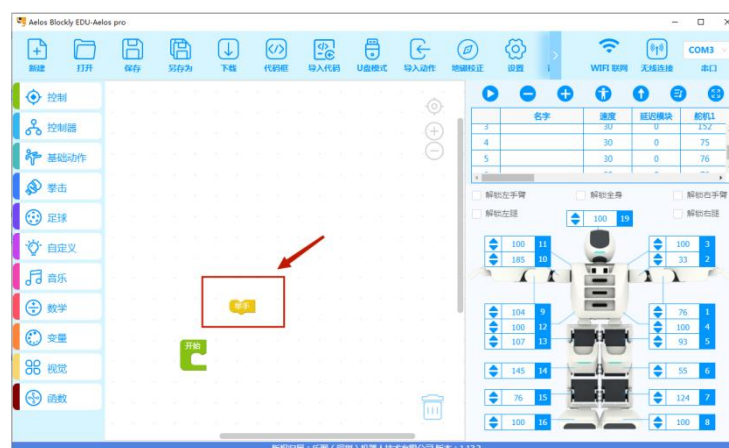 Aelos Blockly EDU-Aelos pro
新建 打开 保存 另存为 下载 代码框 导入代码 U盘模式 导入动作 地磁校正 设置 WIFI 联网 无线连接 COM3 串口
控制
控制器
基础动作
拳击
足球
自定义
音乐
数学
变量
视觉
函数
举手
开始
名字 速度 延迟模块 舵机1
3 30 0 152
4 30 0 75
5 30 0 76
解锁左手臂 解锁全身 解锁右手臂
解锁左腿 解锁右腿
100 19
100 11 100 3
185 10 33 2
104 9 76 1
100 12 100 4
107 13 93 5
145 14 55 6
76 15 124 7
100 16 100 8